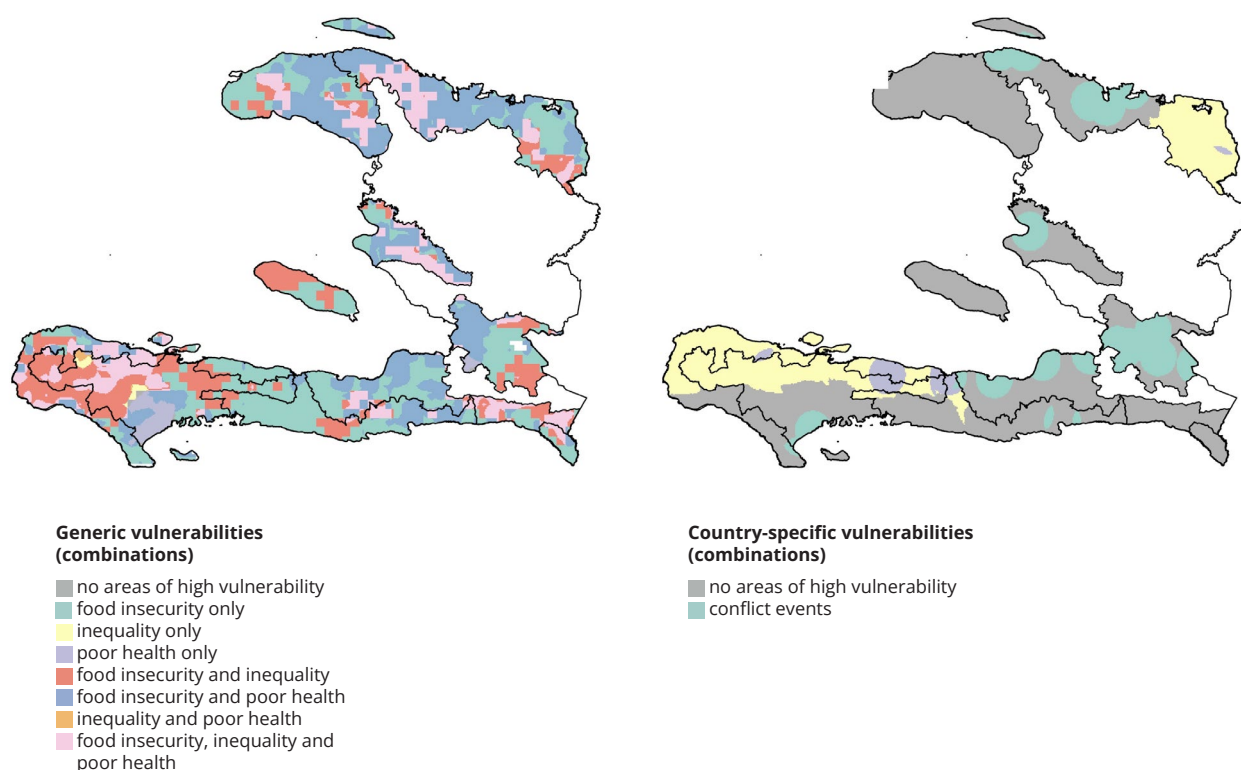 Generic vulnerabilities
(combinations)
no areas of high vulnerability
food insecurity only
inequality only
poor health only
food insecurity and inequality
food insecurity and poor health
inequality and poor health
food insecurity, inequality and
poor health
Country-specific vulnerabilities
(combinations)
no areas of high vulnerability
conflict events